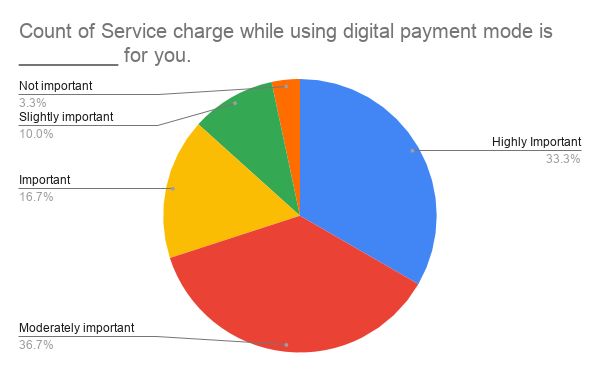 Count of Service charge while using digital payment mode is
_________ for you.
Not important
3.3%
Slightly important
10.0%
Important
16.7%
Moderately important
36.7%
Highly Important
33.3%